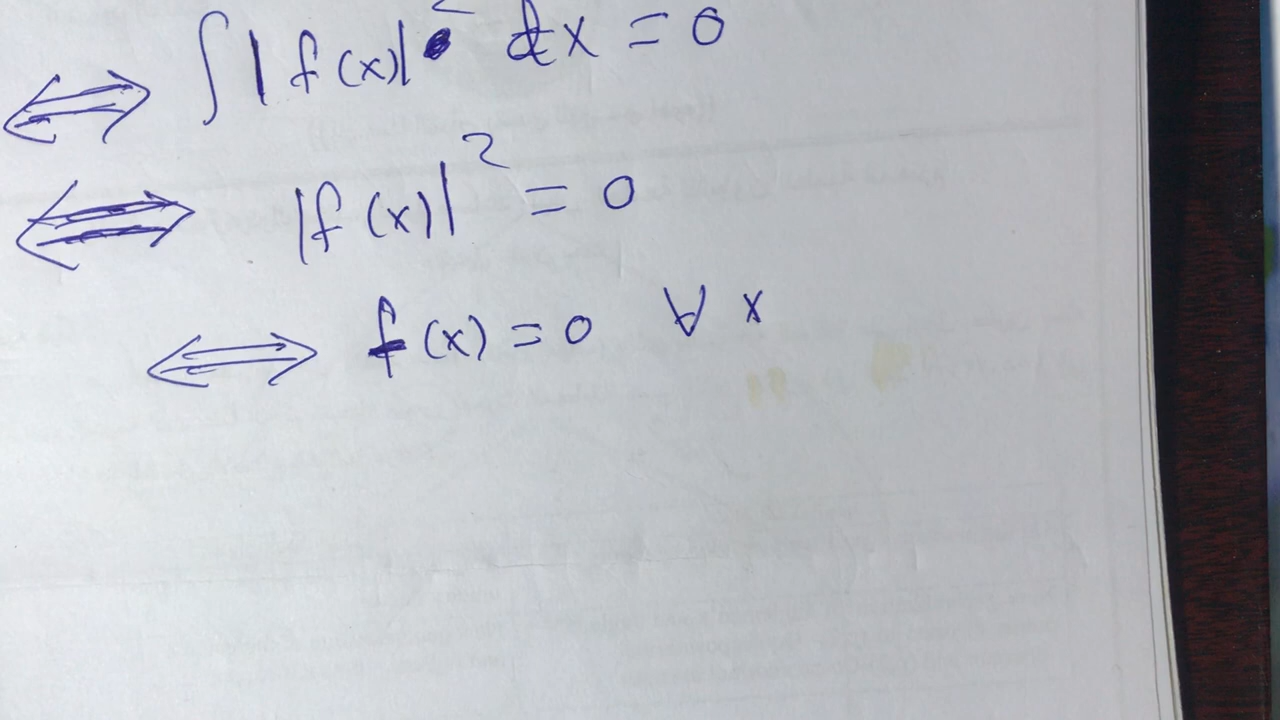 ⟺ ∫ |f(x)|² dx = 0
⟺ |f(x)|² = 0
⟺ f(x) = 0 ∀ x